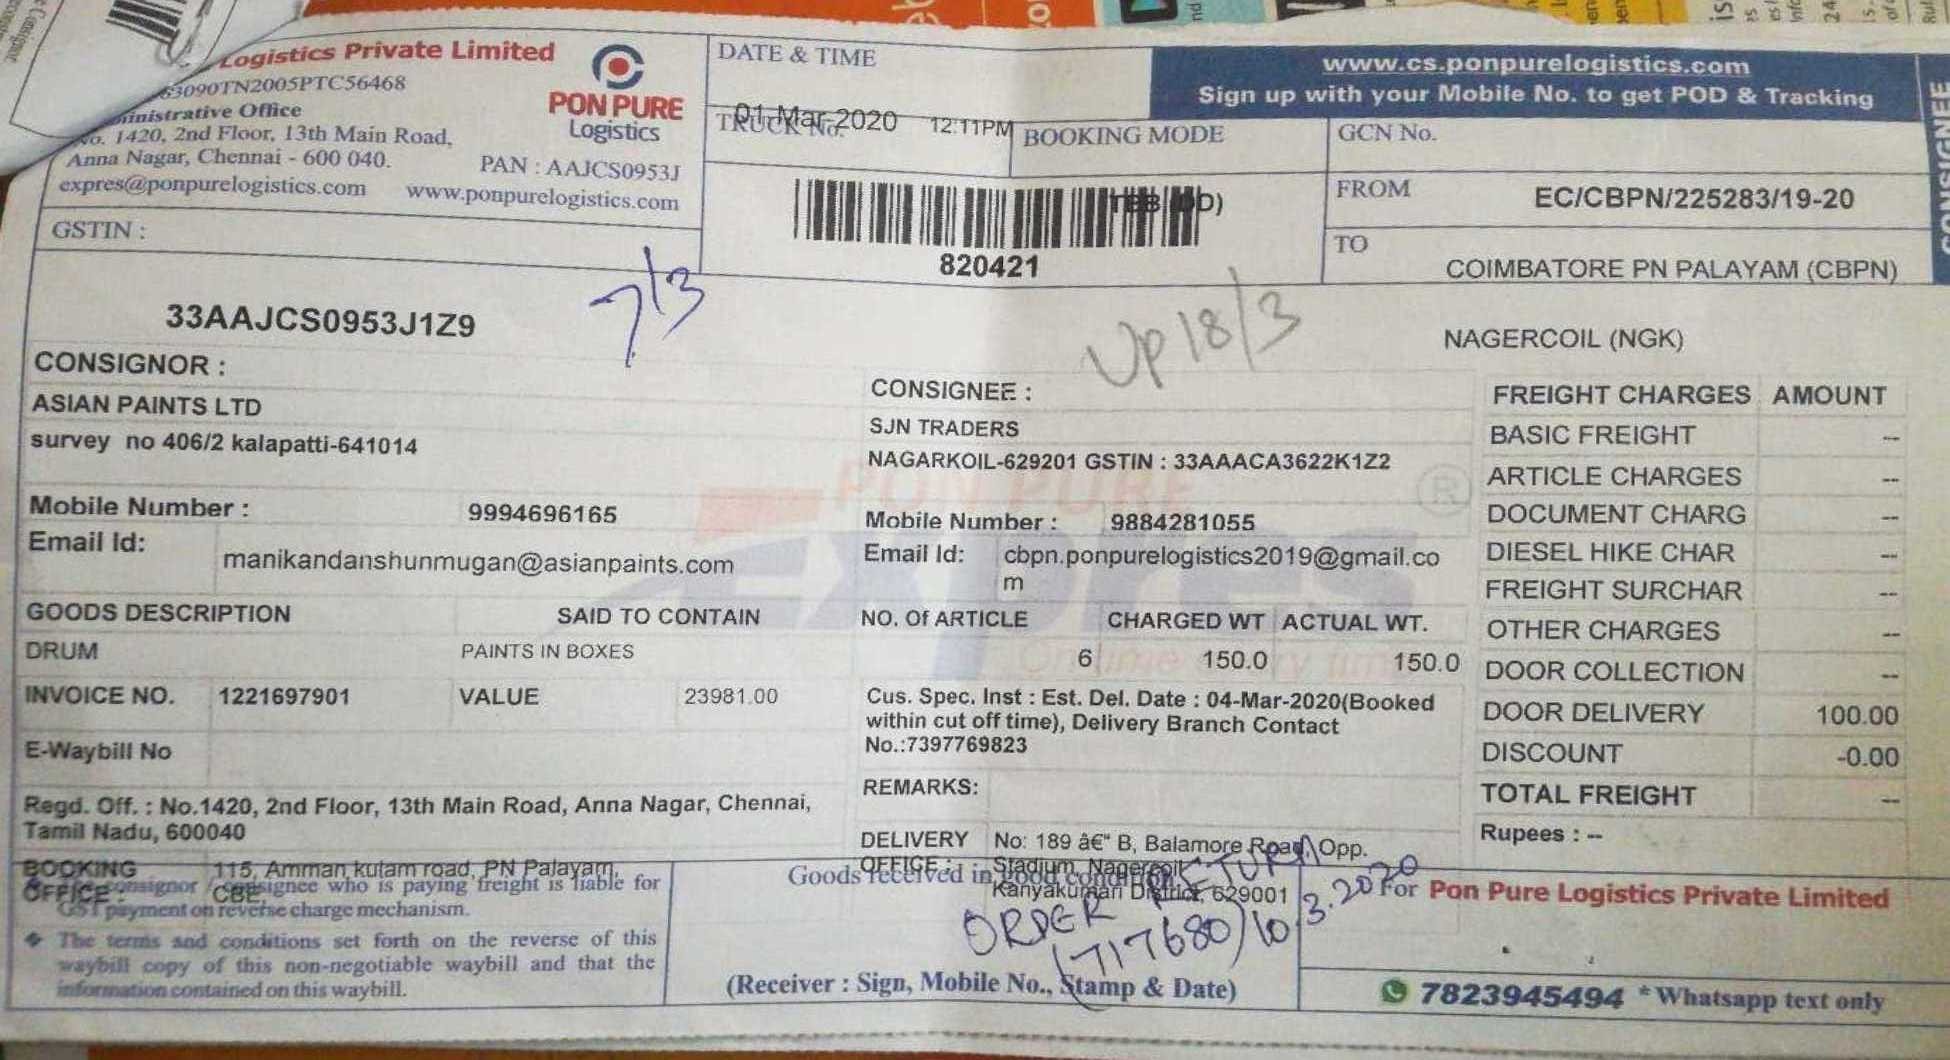 Logistics Private Limited
63090TN2005PTC56468
ministrative Office
No. 1420, 2nd Floor, 13th Main Road,
Anna Nagar, Chennai - 600 040.
PAN : AAJCS0953J
expres@ponpurelogistics.com www.ponpurelogistics.com
PON PURE
Logistics
GSTIN :
33AAJCS0953J1Z9
DATE & TIME
01-Mar-2020 12:11PM
TRUCK No.
BOOKING MODE
820421
www.cs.ponpurelogistics.com
Sign up with your Mobile No. to get POD & Tracking
CONSIGNEE
GCN No.
FROM EC/CBPN/225283/19-20
TO
COIMBATORE PN PALAYAM (CBPN)
NAGERCOIL (NGK)
7/3
UP 18/3
CONSIGNOR :
ASIAN PAINTS LTD
survey no 406/2 kalapatti-641014
Mobile Number : 9994696165
Email Id: manikandanshunmugan@asianpaints.com
CONSIGNEE :
SJN TRADERS
NAGARKOIL-629201 GSTIN : 33AAACA3622K1Z2
PON PURE ®
Mobile Number : 9884281055
Email Id: cbpn.ponpurelogistics2019@gmail.co
m
Expres
GOODS DESCRIPTION SAID TO CONTAIN
DRUM PAINTS IN BOXES
NO. Of ARTICLE CHARGED WT ACTUAL WT.
6 150.0 150.0
INVOICE NO. 1221697901 VALUE 23981.00
E-Waybill No
Cus. Spec. Inst : Est. Del. Date : 04-Mar-2020(Booked
within cut off time), Delivery Branch Contact
No.:7397769823
REMARKS:
FREIGHT CHARGES AMOUNT
BASIC FREIGHT --
ARTICLE CHARGES --
DOCUMENT CHARG --
DIESEL HIKE CHAR --
FREIGHT SURCHAR --
OTHER CHARGES --
DOOR COLLECTION --
DOOR DELIVERY 100.00
DISCOUNT -0.00
TOTAL FREIGHT --
Rupees : --
Regd. Off. : No.1420, 2nd Floor, 13th Main Road, Anna Nagar, Chennai,
Tamil Nadu, 600040
BOOKING 115, Amman kulam road, PN Palayam,
OFFICE : CBE,
DELIVERY No: 189 â€“ B, Balamore Road, Opp.
OFFICE : Stadium, Nagercoil
Kanyakumari District, 629001
consignor / consignee who is paying freight is liable for
GST payment on reverse charge mechanism.
❖ The terms and conditions set forth on the reverse of this
waybill copy of this non-negotiable waybill and that the
information contained on this waybill.
Goods received in good condition
ORDER RETURN
1717680) 10.3.2020
(Receiver : Sign, Mobile No., Stamp & Date)
For Pon Pure Logistics Private Limited
7823945494 * Whatsapp text only